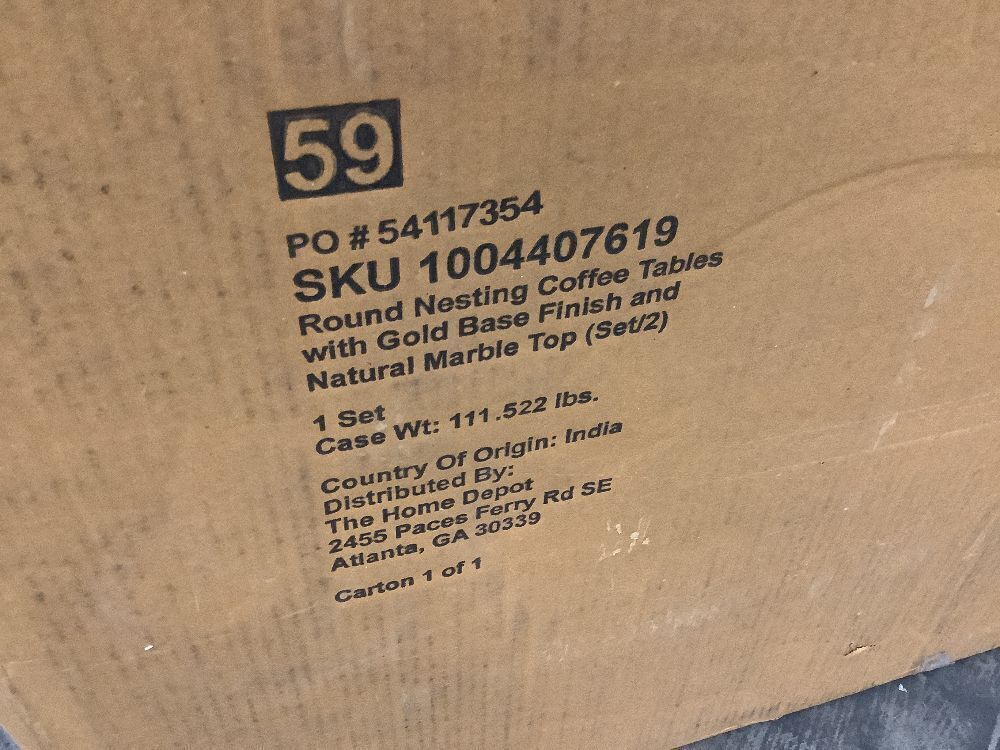 59
PO # 54117354
SKU 1004407619
Round Nesting Coffee Tables
with Gold Base Finish and
Natural Marble Top (Set/2)
1 Set
Case Wt: 111.522 lbs.
Country Of Origin: India
Distributed By:
The Home Depot
2455 Paces Ferry Rd SE
Atlanta, GA 30339
Carton 1 of 1